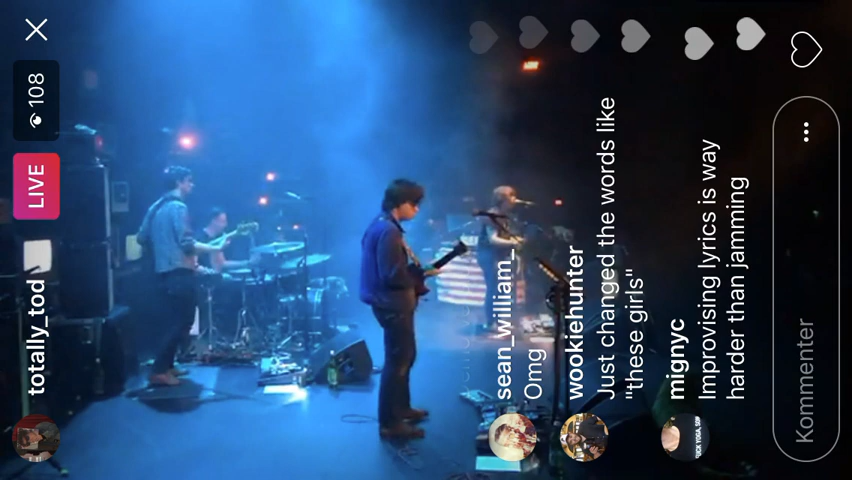 totally_tod
LIVE
108
sean_william_
Omg
wookiehunter
Just changed the words like
"these girls"
mignyc
Improvising lyrics is way
harder than jamming
Kommenter